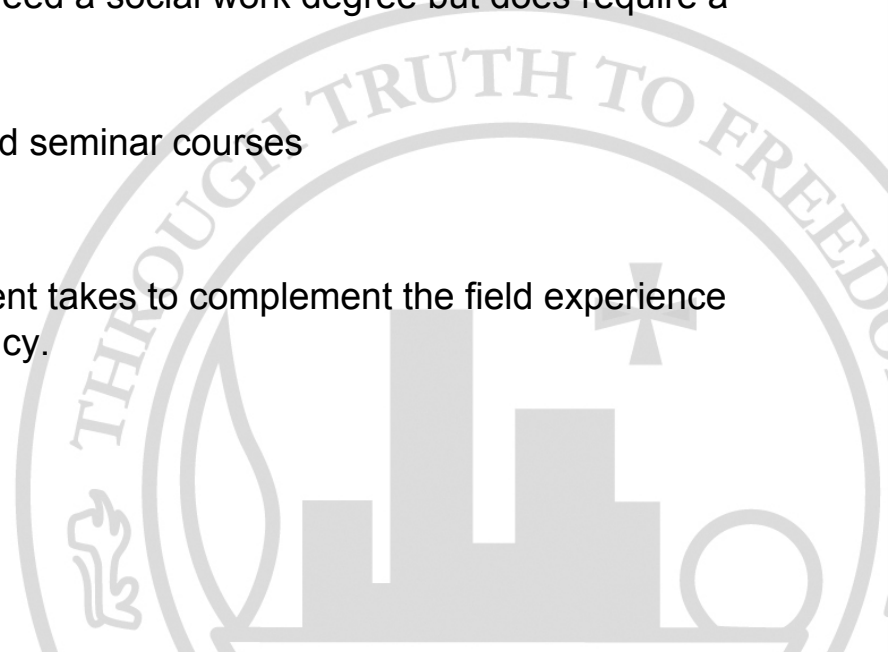 eed a social work degree but does require a
THROUGH TRUTH TO FREEDOM
d seminar courses
ent takes to complement the field experience
cy.